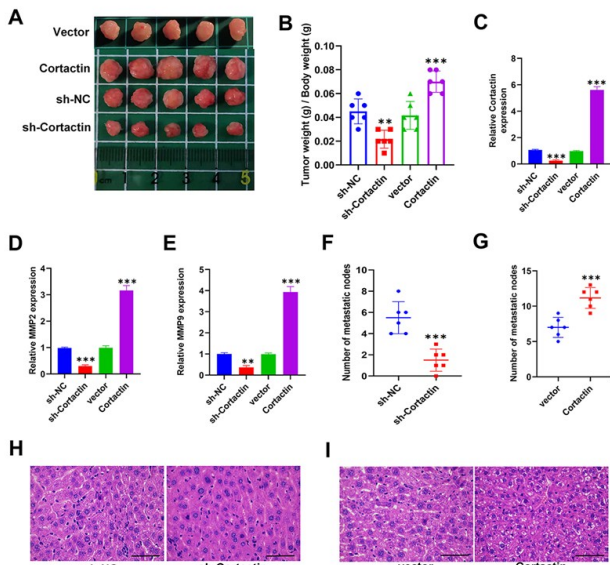 A
Vector
Cortactin
sh-NC
sh-Cortactin
cm 1 2 3 4 5
B
Tumor weight (g) / Body weight (g)
0.10
0.08
0.06
0.04
0.02
0.00
**
***
sh-NC
sh-Cortactin
vector
Cortactin
C
Relative Cortactin
expression
8
6
4
2
0
***
***
sh-NC
sh-Cortactin
vector
Cortactin
D
Relative MMP2 expression
4
3
2
1
0
***
***
sh-NC
sh-Cortactin
vector
Cortactin
E
Relative MMP9 expression
5
4
3
2
1
0
**
***
sh-NC
sh-Cortactin
vector
Cortactin
F
Number of metastatic nodes
10
8
6
4
2
0
***
sh-NC
sh-Cortactin
G
Number of metastatic nodes
15
10
5
0
***
vector
Cortactin
H
I
vector
Cortactin